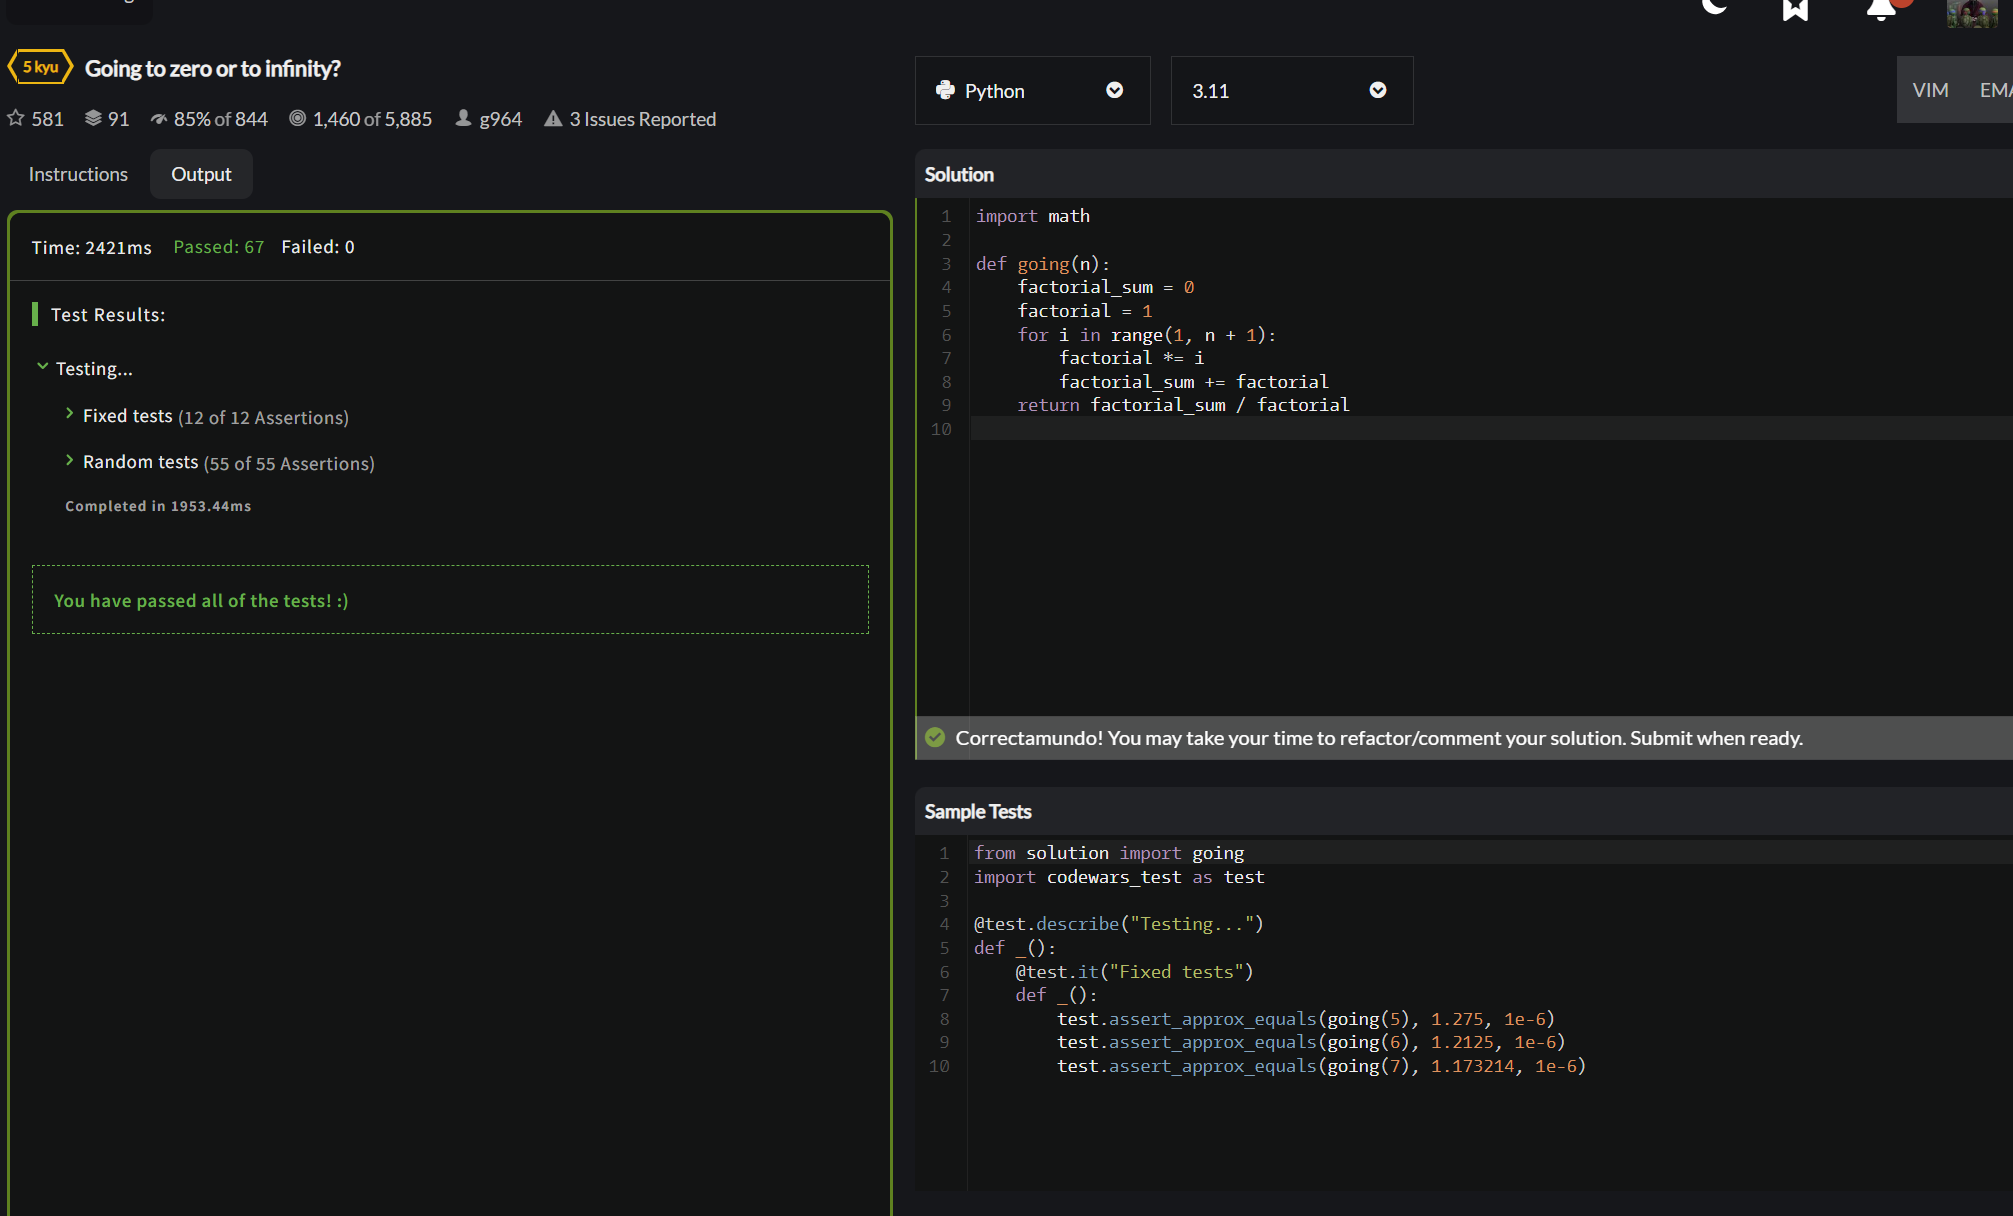 5 kyu
Going to zero or to infinity?
581 91 85% of 844 1,460 of 5,885 g964 3 Issues Reported
Instructions
Output
Time: 2421ms Passed: 67 Failed: 0
Test Results:
Testing...
Fixed tests (12 of 12 Assertions)
Random tests (55 of 55 Assertions)
Completed in 1953.44ms
You have passed all of the tests! :)
Python
3.11
VIM
Solution
1 import math
2
3 def going(n):
4     factorial_sum = 0
5     factorial = 1
6     for i in range(1, n + 1):
7         factorial *= i
8         factorial_sum += factorial
9     return factorial_sum / factorial
10
Correctamundo! You may take your time to refactor/comment your solution. Submit when ready.
Sample Tests
1 from solution import going
2 import codewars_test as test
3
4 @test.describe("Testing...")
5 def _():
6     @test.it("Fixed tests")
7     def _():
8         test.assert_approx_equals(going(5), 1.275, 1e-6)
9         test.assert_approx_equals(going(6), 1.2125, 1e-6)
10         test.assert_approx_equals(going(7), 1.173214, 1e-6)